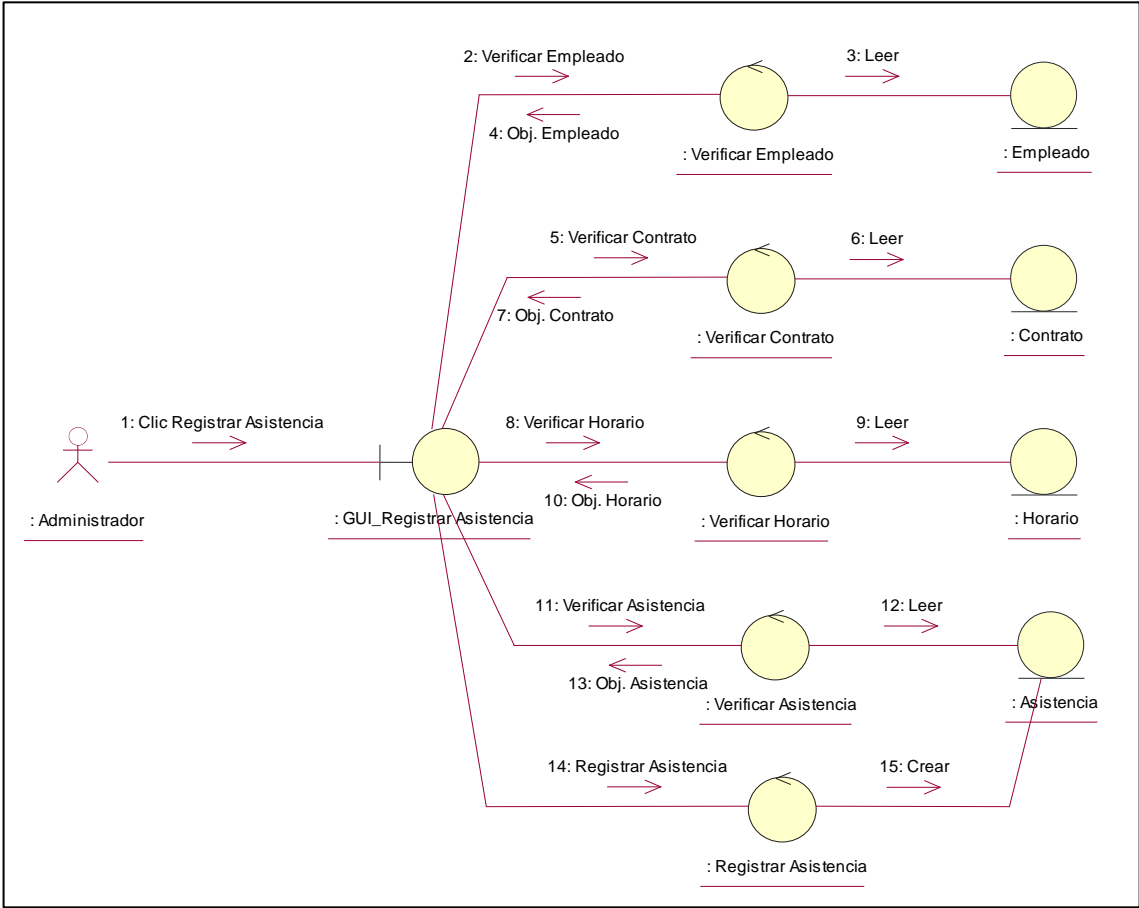 2: Verificar Empleado
3: Leer
4: Obj. Empleado
: Verificar Empleado
: Empleado
5: Verificar Contrato
6: Leer
7: Obj. Contrato
: Verificar Contrato
: Contrato
1: Clic Registrar Asistencia
8: Verificar Horario
9: Leer
10: Obj. Horario
: Administrador
: GUI_Registrar Asistencia
: Verificar Horario
: Horario
11: Verificar Asistencia
12: Leer
13: Obj. Asistencia
: Verificar Asistencia
: Asistencia
14: Registrar Asistencia
15: Crear
: Registrar Asistencia